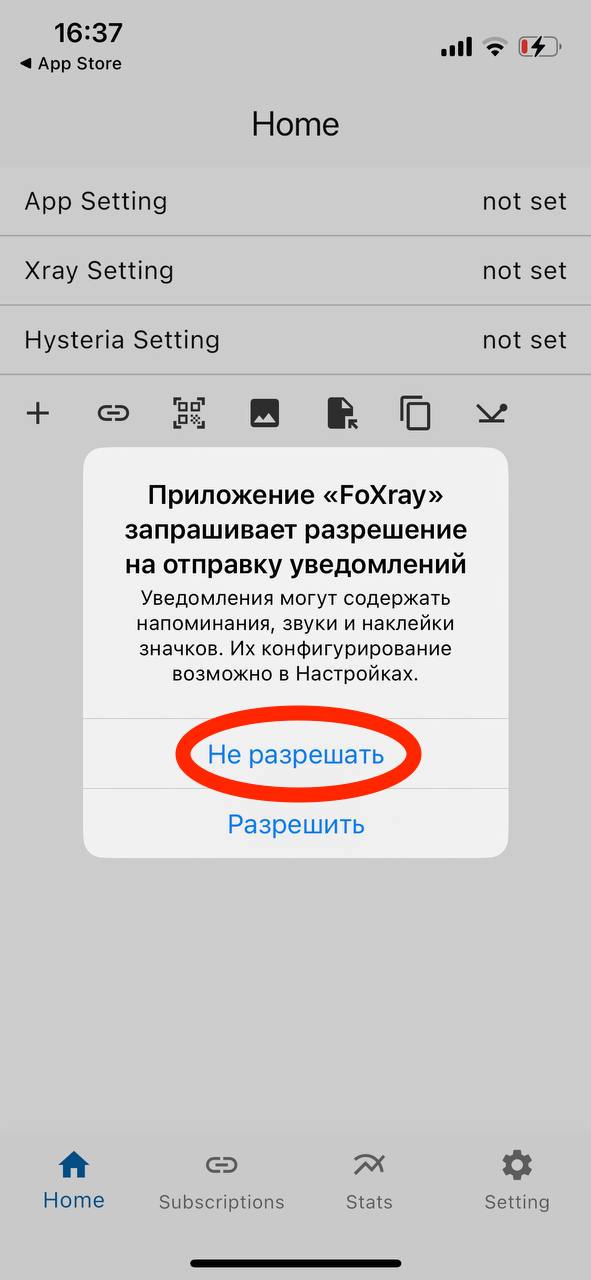 16:37
◀ App Store
Home
App Setting not set
Xray Setting not set
Hysteria Setting not set
Приложение «FoXray»
запрашивает разрешение
на отправку уведомлений
Уведомления могут содержать
напоминания, звуки и наклейки
значков. Их конфигурирование
возможно в Настройках.
Не разрешать
Разрешить
Home Subscriptions Stats Setting